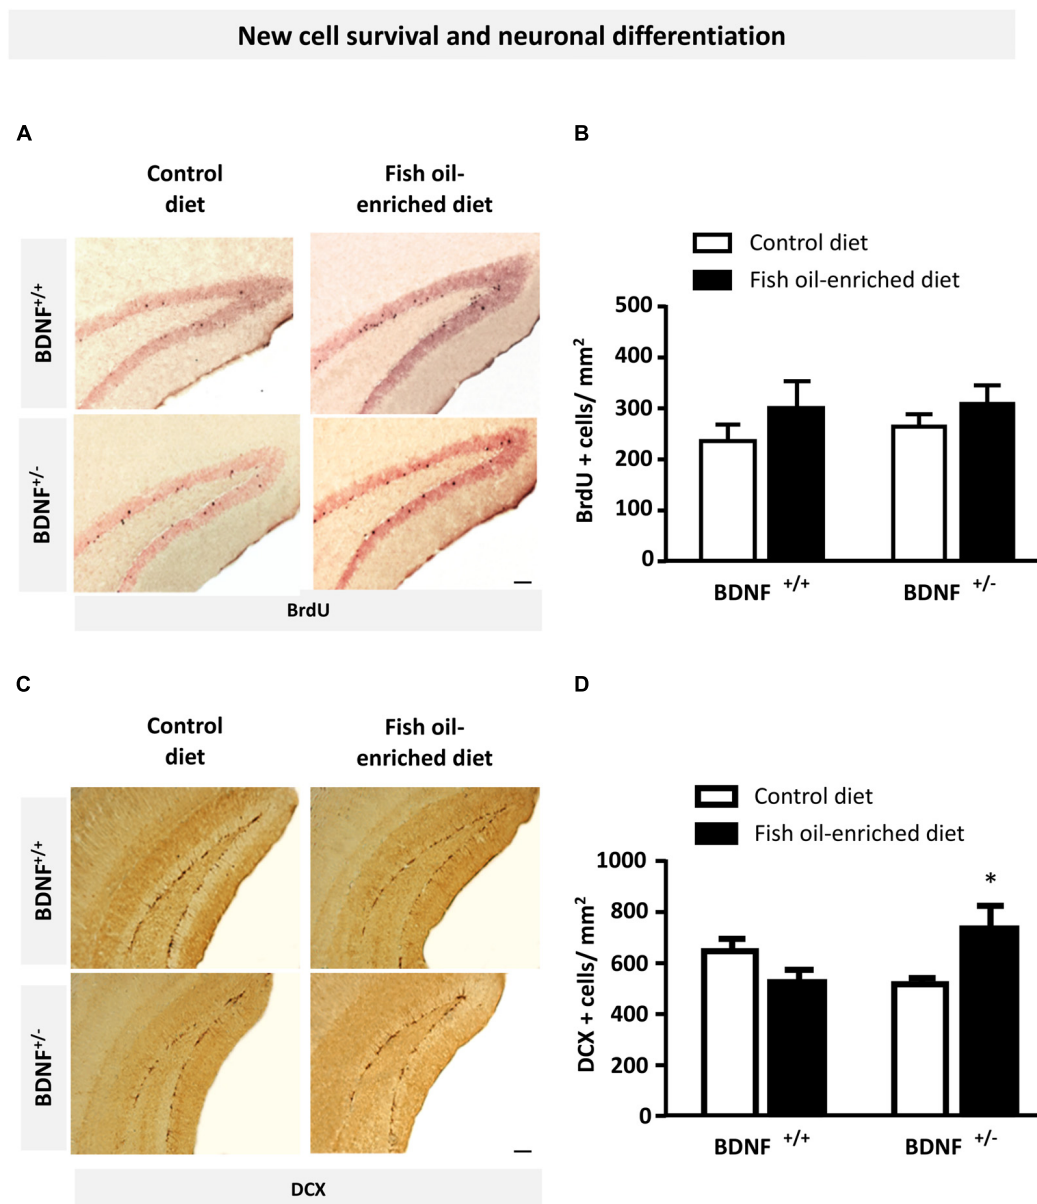 New cell survival and neuronal differentiation
A
Control
diet
Fish oil-
enriched diet
BDNF+/+
BDNF+/-
BrdU
B
Control diet
Fish oil-enriched diet
BrdU + cells/ mm2
500
400
300
200
100
0
BDNF +/+
BDNF +/-
C
Control
diet
Fish oil-
enriched diet
BDNF+/+
BDNF+/-
DCX
D
Control diet
Fish oil-enriched diet
DCX + cells/ mm2
1000
800
600
400
200
0
*
BDNF +/+
BDNF +/-